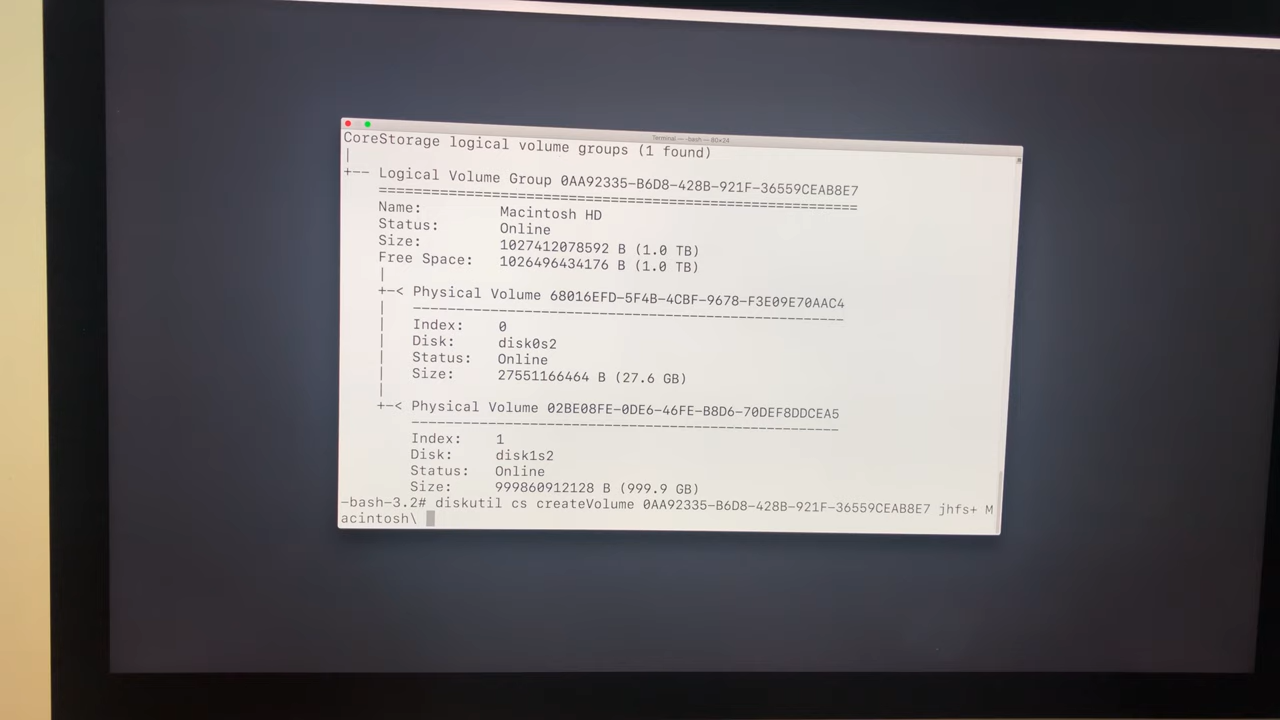 Terminal — -bash — 80×24
CoreStorage logical volume groups (1 found)
|
+-- Logical Volume Group 0AA92335-B6D8-428B-921F-36559CEAB8E7
=========================================================
Name: Macintosh HD
Status: Online
Size: 1027412078592 B (1.0 TB)
Free Space: 1026496434176 B (1.0 TB)
|
+-< Physical Volume 68016EFD-5F4B-4CBF-9678-F3E09E70AAC4
| ----------------------------------------------------
| Index: 0
| Disk: disk0s2
| Status: Online
| Size: 27551166464 B (27.6 GB)
|
+-< Physical Volume 02BE08FE-0DE6-46FE-B8D6-70DEF8DDCEA5
----------------------------------------------------
Index: 1
Disk: disk1s2
Status: Online
Size: 999860912128 B (999.9 GB)
-bash-3.2# diskutil cs createVolume 0AA92335-B6D8-428B-921F-36559CEAB8E7 jhfs+ M
acintosh\